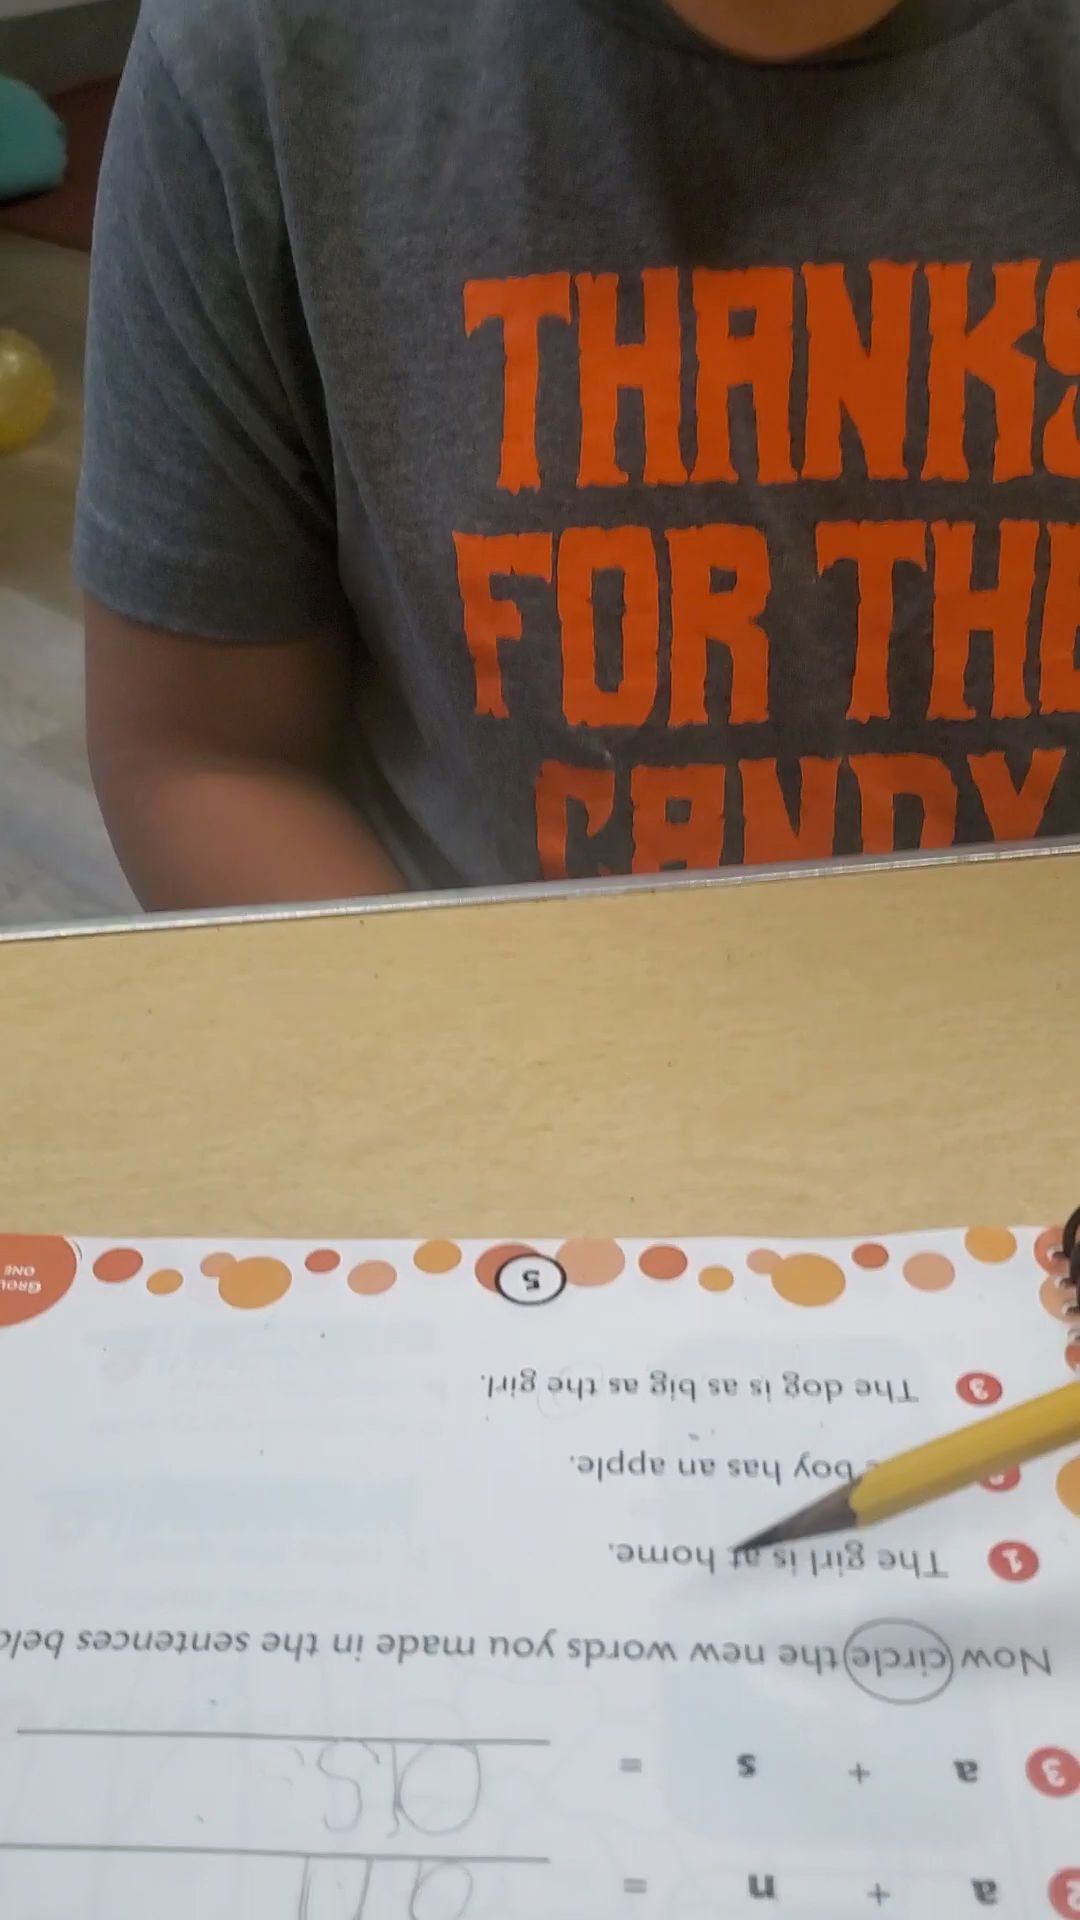 THANKS
FOR THE
CANDY
2 a + n = an
3 a + s = as
Now circle the new words you made in the sentences
1 The girl is at home.
boy has an apple.
3 The dog is as big as the girl.
5
ONE